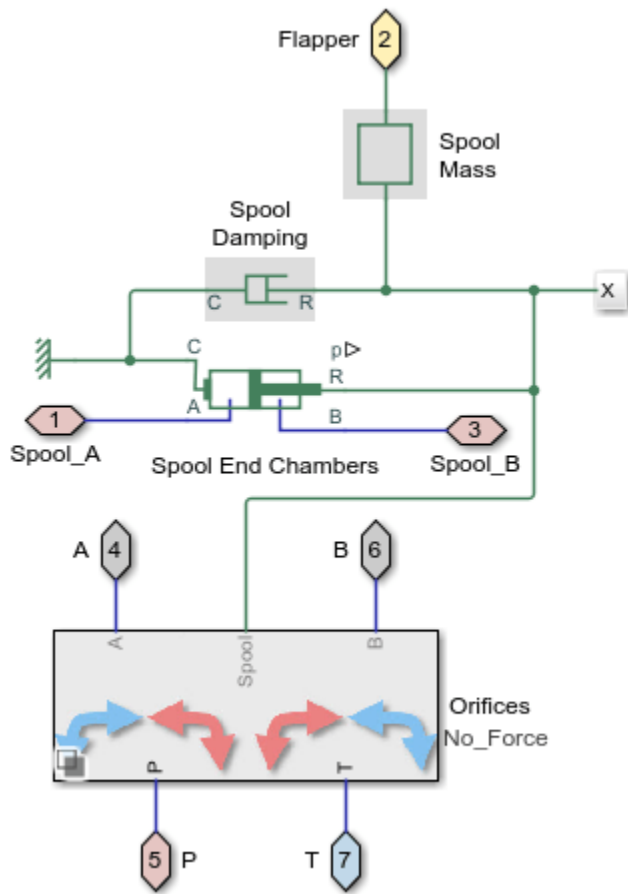 Flapper
2
Spool
Mass
Spool
Damping
C
R
X
C
p
R
A
B
1
3
Spool_A
Spool End Chambers
Spool_B
A
4
B
6
A
Spool
B
Orifices
No_Force
P
T
5
P
T
7